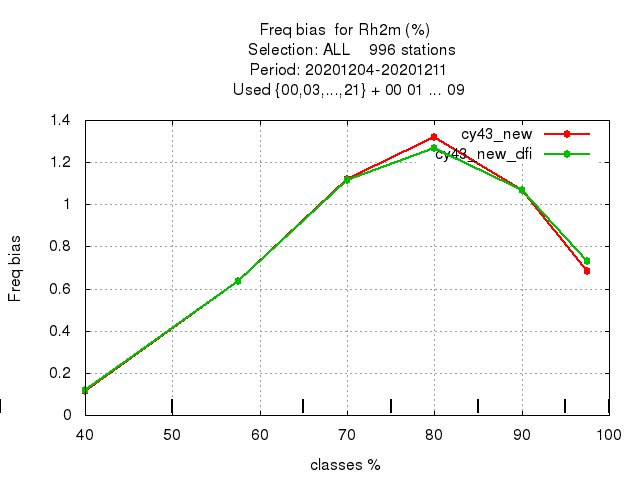 Freq bias for Rh2m (%)
Selection: ALL 996 stations
Period: 20201204-20201211
Used {00,03,...,21} + 00 01 ... 09
1.4
1.2
1
0.8
0.6
0.4
0.2
0
Freq bias
cy43_new
cy43_new_dfi
40 50 60 70 80 90 100
classes %